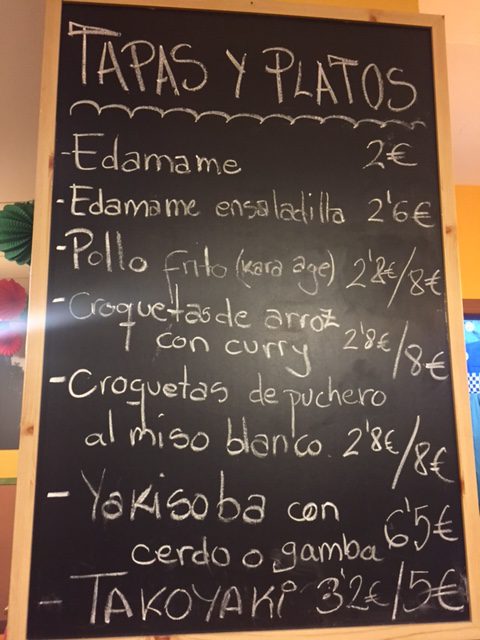 TAPAS Y PLATOS
-Edamame 2€
-Edamame ensaladilla 2'6€
-Pollo frito (kara age) 2'8€/8€
-Croquetas de arroz
con curry 2'8€/8€
-Croquetas de puchero
al miso blanco. 2'8€/8€
-Yakisoba con
cerdo o gamba 6'5€
-TAKOYAKi 3'2€/5€